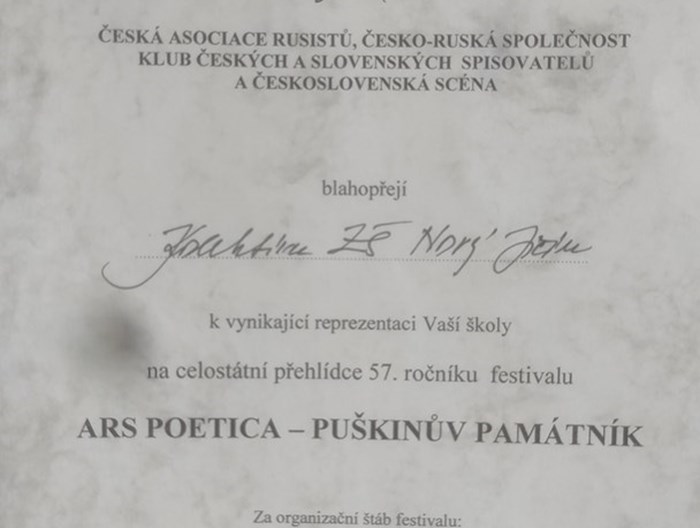 ČESKÁ ASOCIACE RUSISTŮ, ČESKO-RUSKÁ SPOLEČNOST
KLUB ČESKÝCH A SLOVENSKÝCH SPISOVATELŮ
A ČESKOSLOVENSKÁ SCÉNA
blahopřejí
Kolektivu ZŠ Nový Jičín
k vynikající reprezentaci Vaší školy
na celostátní přehlídce 57. ročníku festivalu
ARS POETICA – PUŠKINŮV PAMÁTNÍK
Za organizační štáb festivalu: